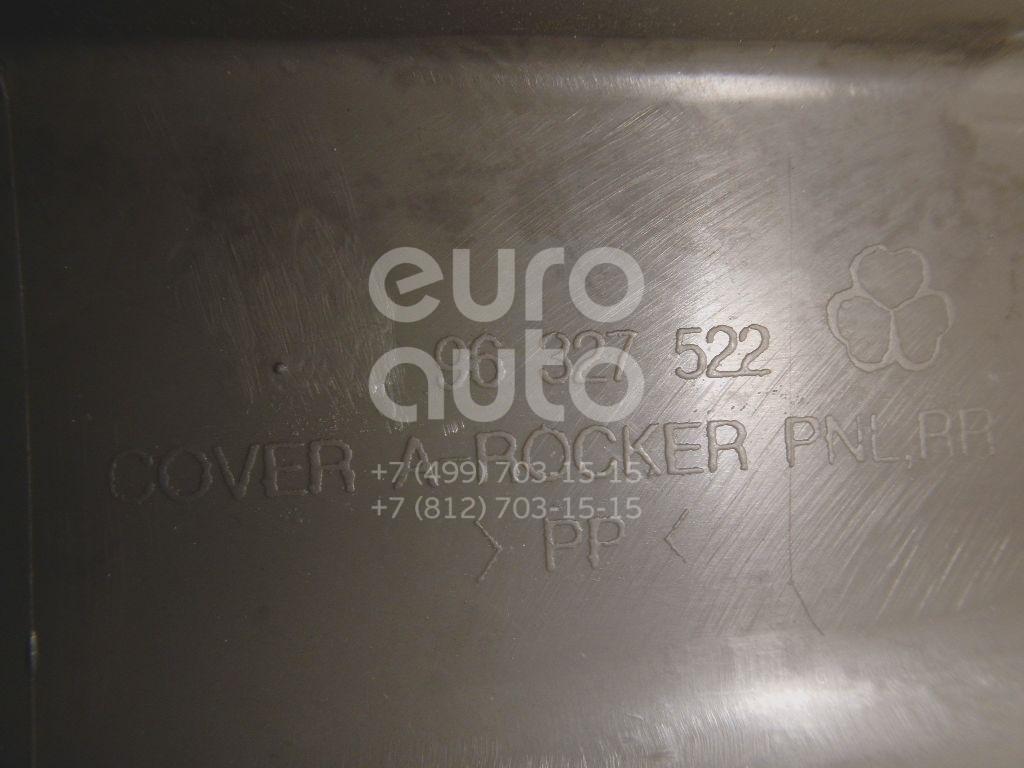 euro
auto
96 327 522
COVER A-ROCKER PNL,RR
+7 (499) 703-15-15
+7 (812) 703-15-15
> PP <